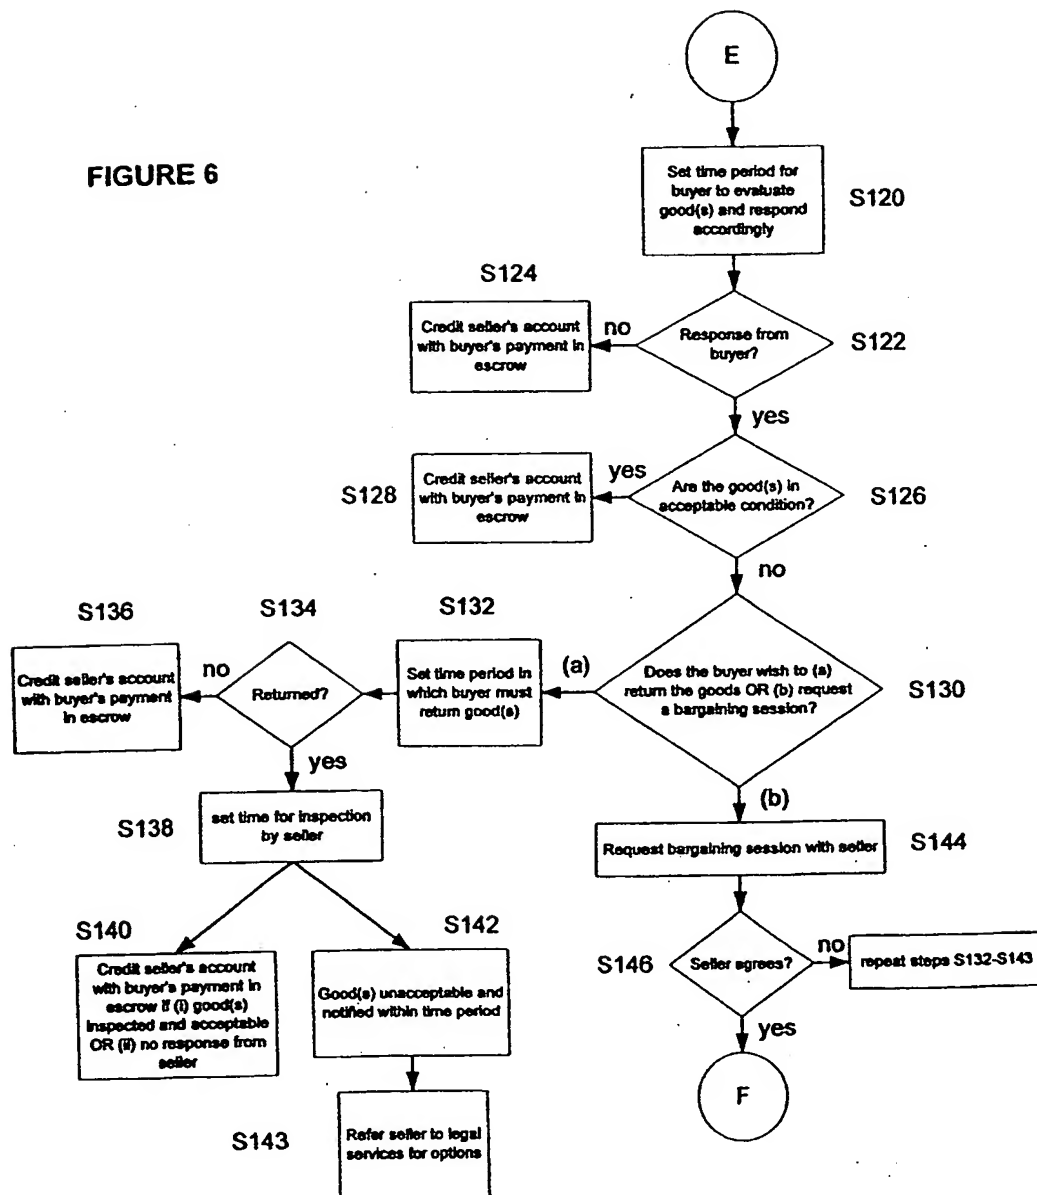 E
FIGURE 6
Set time period for
buyer to evaluate
good(s) and respond
accordingly
S120
S124
Credit seller's account
with buyer's payment in
escrow
no
Response from
buyer?
S122
yes
S128
Credit seller's account
with buyer's payment in
escrow
yes
Are the good(s) in
acceptable condition?
S126
no
S136
Credit seller's account
with buyer's payment
in escrow
no
S134
Returned?
S132
Set time period in
which buyer must
return good(s)
(a)
Does the buyer wish to (a)
return the goods OR (b) request
a bargaining session?
S130
yes
(b)
S138
set time for inspection
by seller
Request bargaining session with seller
S144
S140
Credit seller's account
with buyer's payment in
escrow if (i) good(s)
inspected and acceptable
OR (ii) no response from
seller
S142
Good(s) unacceptable and
notified within time period
S146
Seller agrees?
no
repeat steps S132-S143
yes
F
S143
Refer seller to legal
services for options